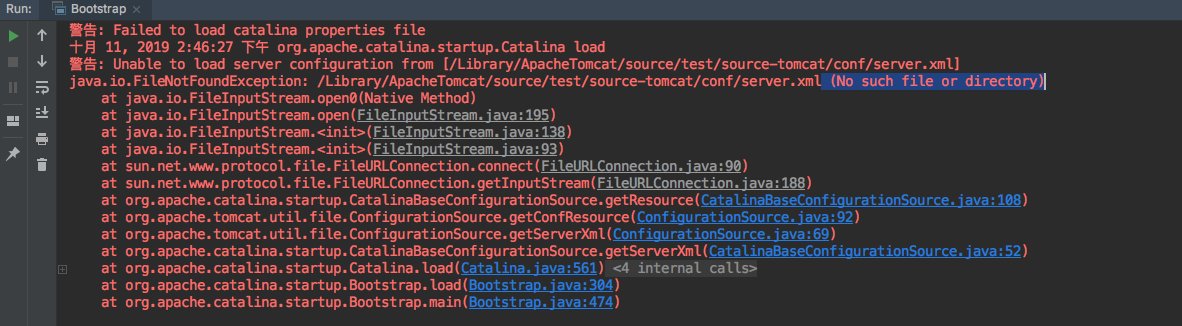 Run: Bootstrap
警告: Failed to load catalina properties file
十月 11, 2019 2:46:27 下午 org.apache.catalina.startup.Catalina load
警告: Unable to load server configuration from [/Library/ApacheTomcat/source/test/source-tomcat/conf/server.xml]
java.io.FileNotFoundException: /Library/ApacheTomcat/source/test/source-tomcat/conf/server.xml (No such file or directory)
at java.io.FileInputStream.open0(Native Method)
at java.io.FileInputStream.open(FileInputStream.java:195)
at java.io.FileInputStream.<init>(FileInputStream.java:138)
at java.io.FileInputStream.<init>(FileInputStream.java:93)
at sun.net.www.protocol.file.FileURLConnection.connect(FileURLConnection.java:90)
at sun.net.www.protocol.file.FileURLConnection.getInputStream(FileURLConnection.java:188)
at org.apache.catalina.startup.CatalinaBaseConfigurationSource.getResource(CatalinaBaseConfigurationSource.java:108)
at org.apache.tomcat.util.file.ConfigurationSource.getConfResource(ConfigurationSource.java:92)
at org.apache.tomcat.util.file.ConfigurationSource.getServerXml(ConfigurationSource.java:69)
at org.apache.catalina.startup.CatalinaBaseConfigurationSource.getServerXml(CatalinaBaseConfigurationSource.java:52)
at org.apache.catalina.startup.Catalina.load(Catalina.java:561) <4 internal calls>
at org.apache.catalina.startup.Bootstrap.load(Bootstrap.java:304)
at org.apache.catalina.startup.Bootstrap.main(Bootstrap.java:474)